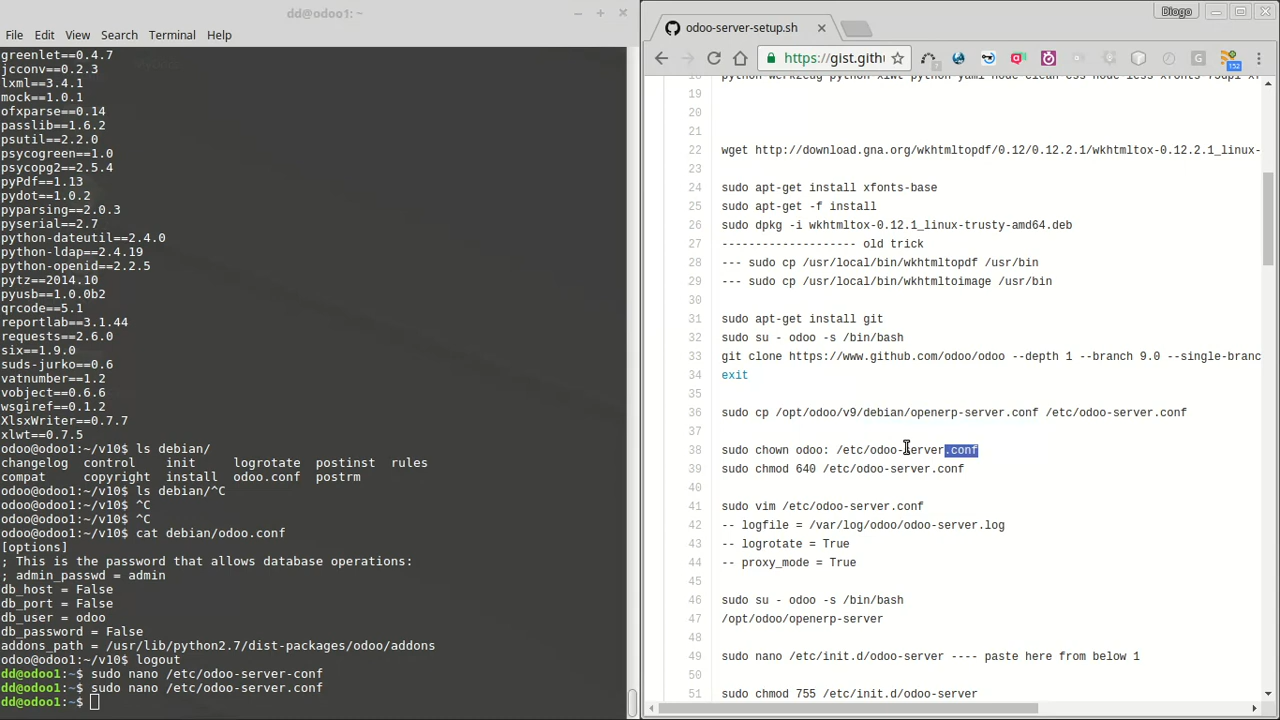 dd@odoo1: ~
File Edit View Search Terminal Help
greenlet==0.4.7
jcconv==0.2.3
lxml==3.4.1
mock==1.0.1
ofxparse==0.14
passlib==1.6.2
psutil==2.2.0
psycogreen==1.0
psycopg2==2.5.4
pyPdf==1.13
pydot==1.0.2
pyparsing==2.0.3
pyserial==2.7
python-dateutil==2.4.0
python-ldap==2.4.19
python-openid==2.2.5
pytz==2014.10
pyusb==1.0.0b2
qrcode==5.1
reportlab==3.1.44
requests==2.6.0
six==1.9.0
suds-jurko==0.6
vatnumber==1.2
vobject==0.6.6
wsgiref==0.1.2
XlsxWriter==0.7.7
xlwt==0.7.5
odoo@odoo1:~/v10$ ls debian/
changelog control init logrotate postinst rules
compat copyright install odoo.conf postrm
odoo@odoo1:~/v10$ ls debian/^C
odoo@odoo1:~/v10$ ^C
odoo@odoo1:~/v10$ ^C
odoo@odoo1:~/v10$ cat debian/odoo.conf
[options]
; This is the password that allows database operations:
; admin_passwd = admin
db_host = False
db_port = False
db_user = odoo
db_password = False
addons_path = /usr/lib/python2.7/dist-packages/odoo/addons
odoo@odoo1:~/v10$ logout
dd@odoo1:~$ sudo nano /etc/odoo-server-conf
dd@odoo1:~$ sudo nano /etc/odoo-server.conf
dd@odoo1:~$
Diogo
odoo-server-setup.sh
https://gist.gith
152
18
19
20
21
22 wget http://download.gna.org/wkhtmltopdf/0.12/0.12.2.1/wkhtmltox-0.12.2.1_linux-
23
24 sudo apt-get install xfonts-base
25 sudo apt-get -f install
26 sudo dpkg -i wkhtmltox-0.12.1_linux-trusty-amd64.deb
27 -------------------- old trick
28 --- sudo cp /usr/local/bin/wkhtmltopdf /usr/bin
29 --- sudo cp /usr/local/bin/wkhtmltoimage /usr/bin
30
31 sudo apt-get install git
32 sudo su - odoo -s /bin/bash
33 git clone https://www.github.com/odoo/odoo --depth 1 --branch 9.0 --single-branc
34 exit
35
36 sudo cp /opt/odoo/v9/debian/openerp-server.conf /etc/odoo-server.conf
37
38 sudo chown odoo: /etc/odoo-server.conf
39 sudo chmod 640 /etc/odoo-server.conf
40
41 sudo vim /etc/odoo-server.conf
42 -- logfile = /var/log/odoo/odoo-server.log
43 -- logrotate = True
44 -- proxy_mode = True
45
46 sudo su - odoo -s /bin/bash
47 /opt/odoo/openerp-server
48
49 sudo nano /etc/init.d/odoo-server ---- paste here from below 1
50
51 sudo chmod 755 /etc/init.d/odoo-server